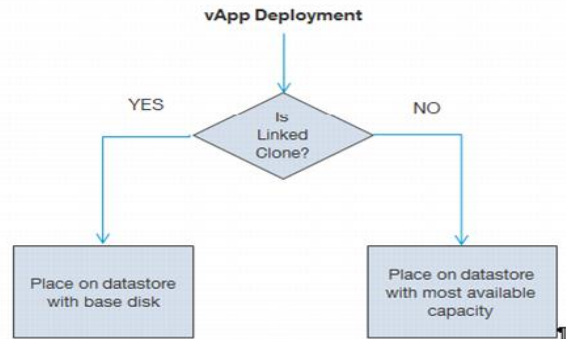 vApp Deployment
YES
NO
Is
Linked
Clone?
Place on datastore
with base disk
Place on datastore
with most available
capacity
¶